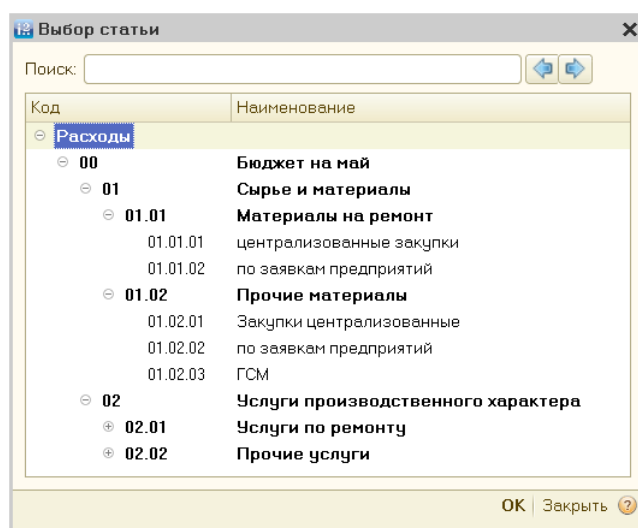 Выбор статьи
Поиск:
Код Наименование
Расходы
00 Бюджет на май
01 Сырье и материалы
01.01 Материалы на ремонт
01.01.01 централизованные закупки
01.01.02 по заявкам предприятий
01.02 Прочие материалы
01.02.01 Закупки централизованные
01.02.02 по заявкам предприятий
01.02.03 ГСМ
02 Услуги производственного характера
02.01 Услуги по ремонту
02.02 Прочие услуги
OK Закрыть ?